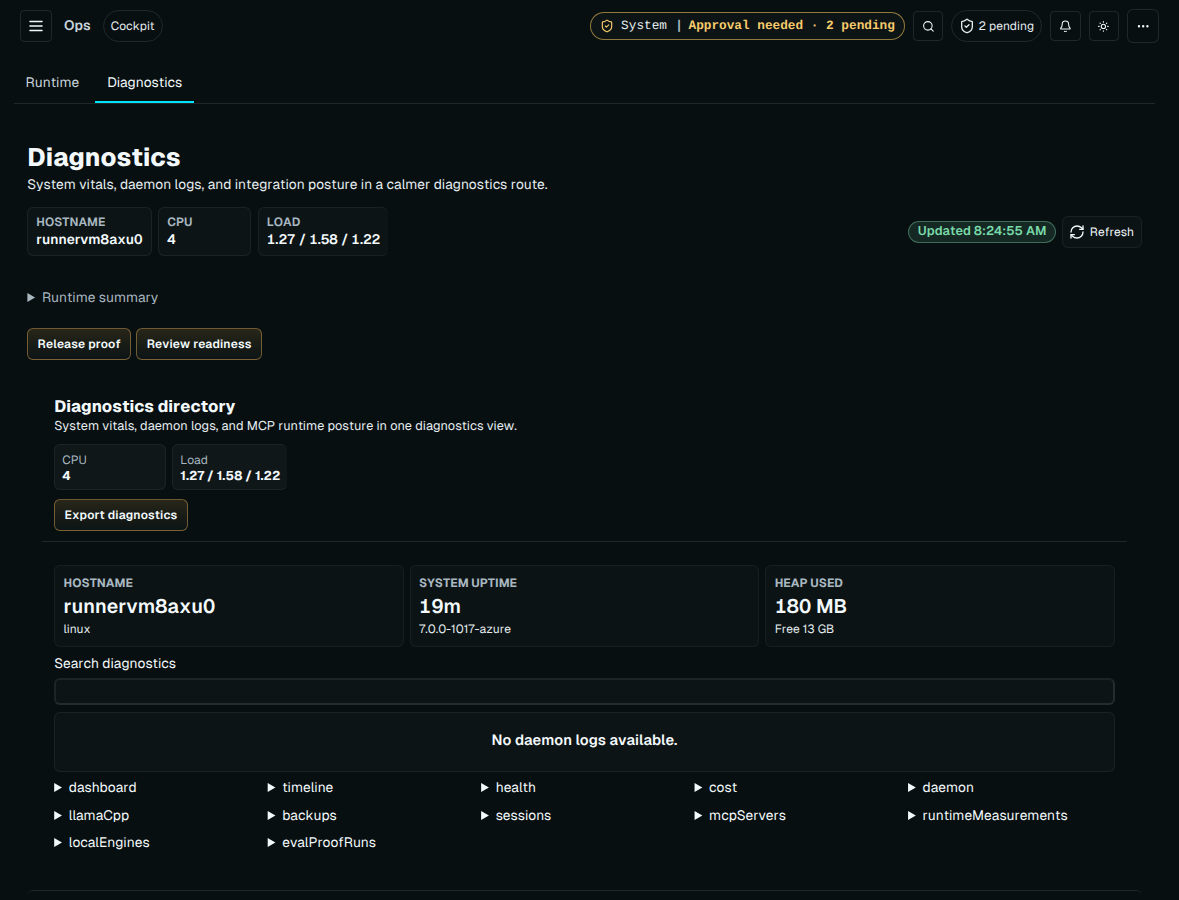 Ops Cockpit System | Approval needed · 2 pending 2 pending
Runtime Diagnostics
Diagnostics
System vitals, daemon logs, and integration posture in a calmer diagnostics route.
HOSTNAME CPU LOAD
runnervm8axu0 4 1.27 / 1.58 / 1.22
Updated 8:24:55 AM Refresh
Runtime summary
Release proof Review readiness
Diagnostics directory
System vitals, daemon logs, and MCP runtime posture in one diagnostics view.
CPU Load
4 1.27 / 1.58 / 1.22
Export diagnostics
HOSTNAME SYSTEM UPTIME HEAP USED
runnervm8axu0 19m 180 MB
linux 7.0.0-1017-azure Free 13 GB
Search diagnostics
No daemon logs available.
dashboard timeline health cost daemon
llamaCpp backups sessions mcpServers runtimeMeasurements
localEngines evalProofRuns